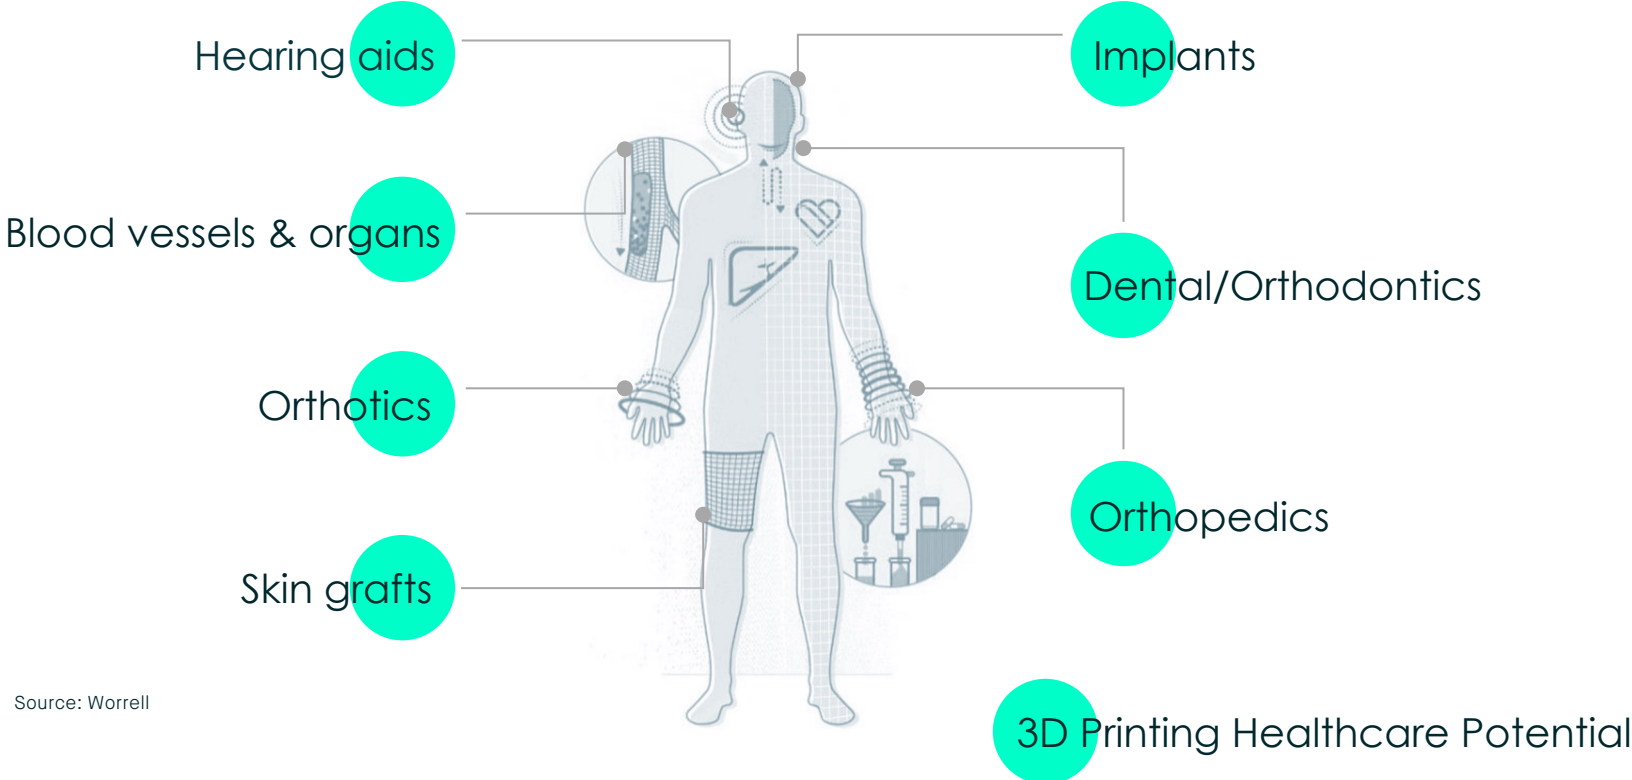 Hearing aids
Implants
Blood vessels & organs
Dental/Orthodontics
Orthotics
Orthopedics
Skin grafts
Source: Worrell
3D Printing Healthcare Potential